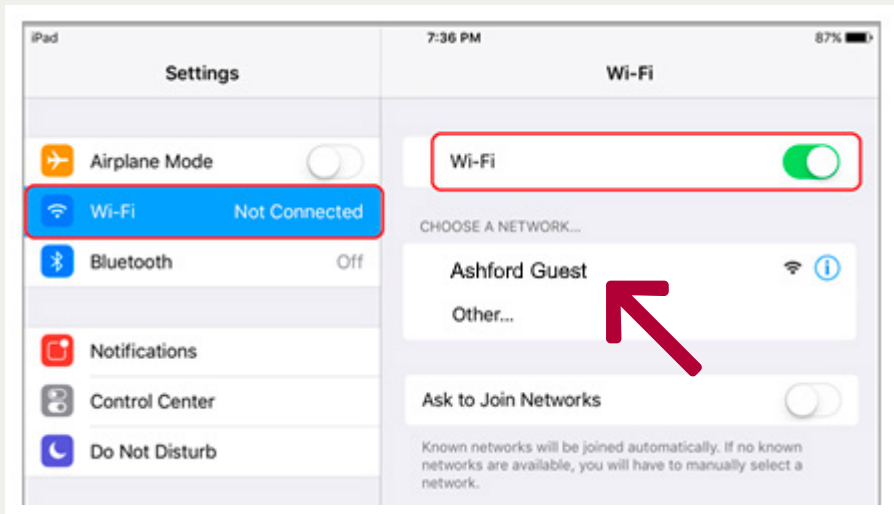 iPad
7:36 PM
87%
Settings
Wi-Fi
Airplane Mode
Wi-Fi
Not Connected
Bluetooth
Off
Notifications
Control Center
Do Not Disturb
Wi-Fi
CHOOSE A NETWORK...
Ashford Guest
Other...
Ask to Join Networks
Known networks will be joined automatically. If no known
networks are available, you will have to manually select a
network.